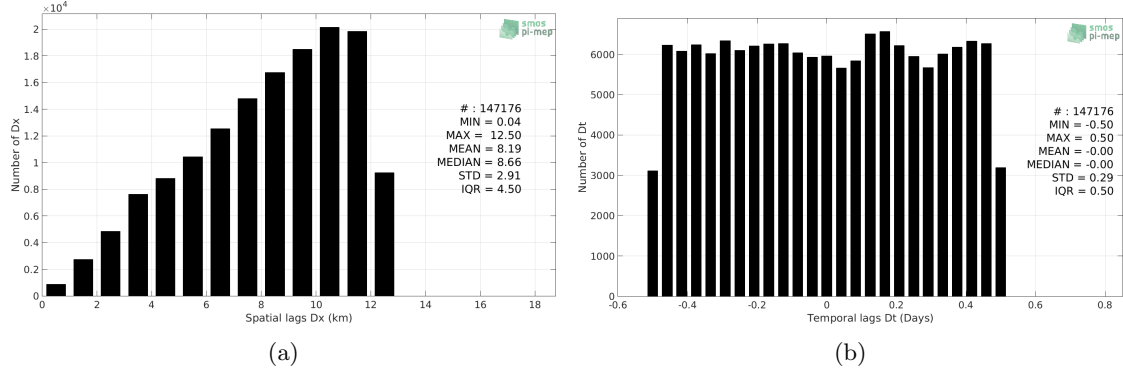 ×10⁴
2
1.8
1.6
1.4
1.2
1
0.8
0.6
0.4
0.2
0
Number of Dx
0 2 4 6 8 10 12 14 16 18
Spatial lags Dx (km)
smos
pi-mep
# : 147176
MIN = 0.04
MAX = 12.50
MEAN = 8.19
MEDIAN = 8.66
STD = 2.91
IQR = 4.50
(a)
6000
5000
4000
3000
2000
1000
0
Number of Dt
-0.6 -0.4 -0.2 0 0.2 0.4 0.6 0.8
Temporal lags Dt (Days)
smos
pi-mep
# : 147176
MIN = -0.50
MAX = 0.50
MEAN = -0.00
MEDIAN = -0.00
STD = 0.29
IQR = 0.50
(b)